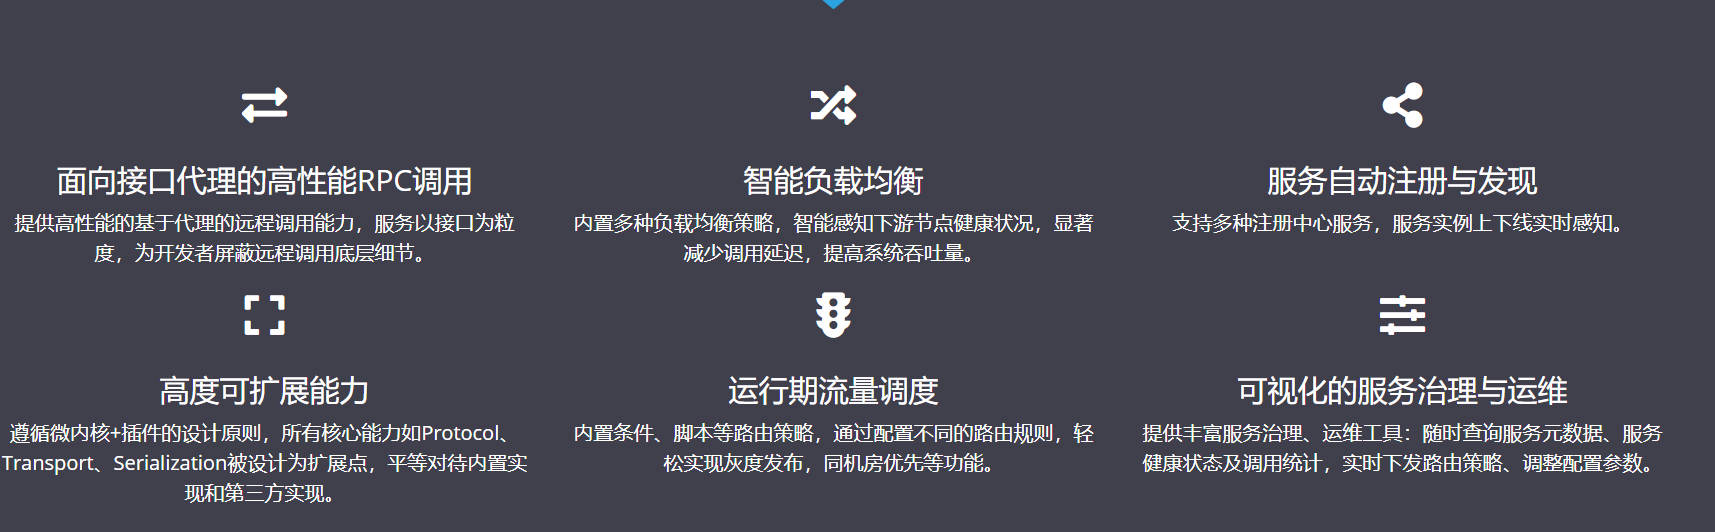 面向接口代理的高性能RPC调用
提供高性能的基于代理的远程调用能力，服务以接口为粒
度，为开发者屏蔽远程调用底层细节。
智能负载均衡
内置多种负载均衡策略，智能感知下游节点健康状况，显著
减少调用延迟，提高系统吞吐量。
服务自动注册与发现
支持多种注册中心服务，服务实例上下线实时感知。
高度可扩展能力
遵循微内核+插件的设计原则，所有核心能力如Protocol、
Transport、Serialization被设计为扩展点，平等对待内置实
现和第三方实现。
运行期流量调度
内置条件、脚本等路由策略，通过配置不同的路由规则，轻
松实现灰度发布，同机房优先等功能。
可视化的服务治理与运维
提供丰富服务治理、运维工具：随时查询服务元数据、服务
健康状态及调用统计，实时下发路由策略、调整配置参数。